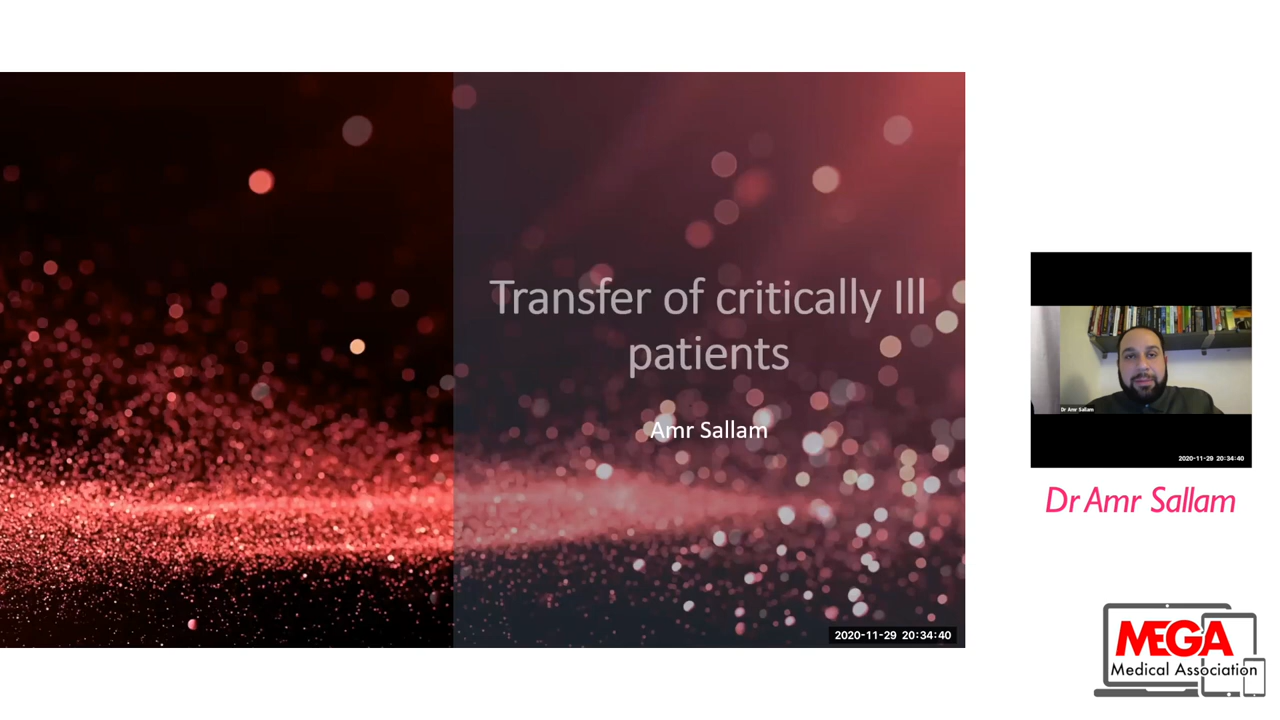 Transfer of critically Ill
patients
Amr Sallam
2020-11-29 20:34:40
Dr Amr Sallam
2020-11-29 20:34:40
Dr Amr Sallam
MEGA
Medical Association